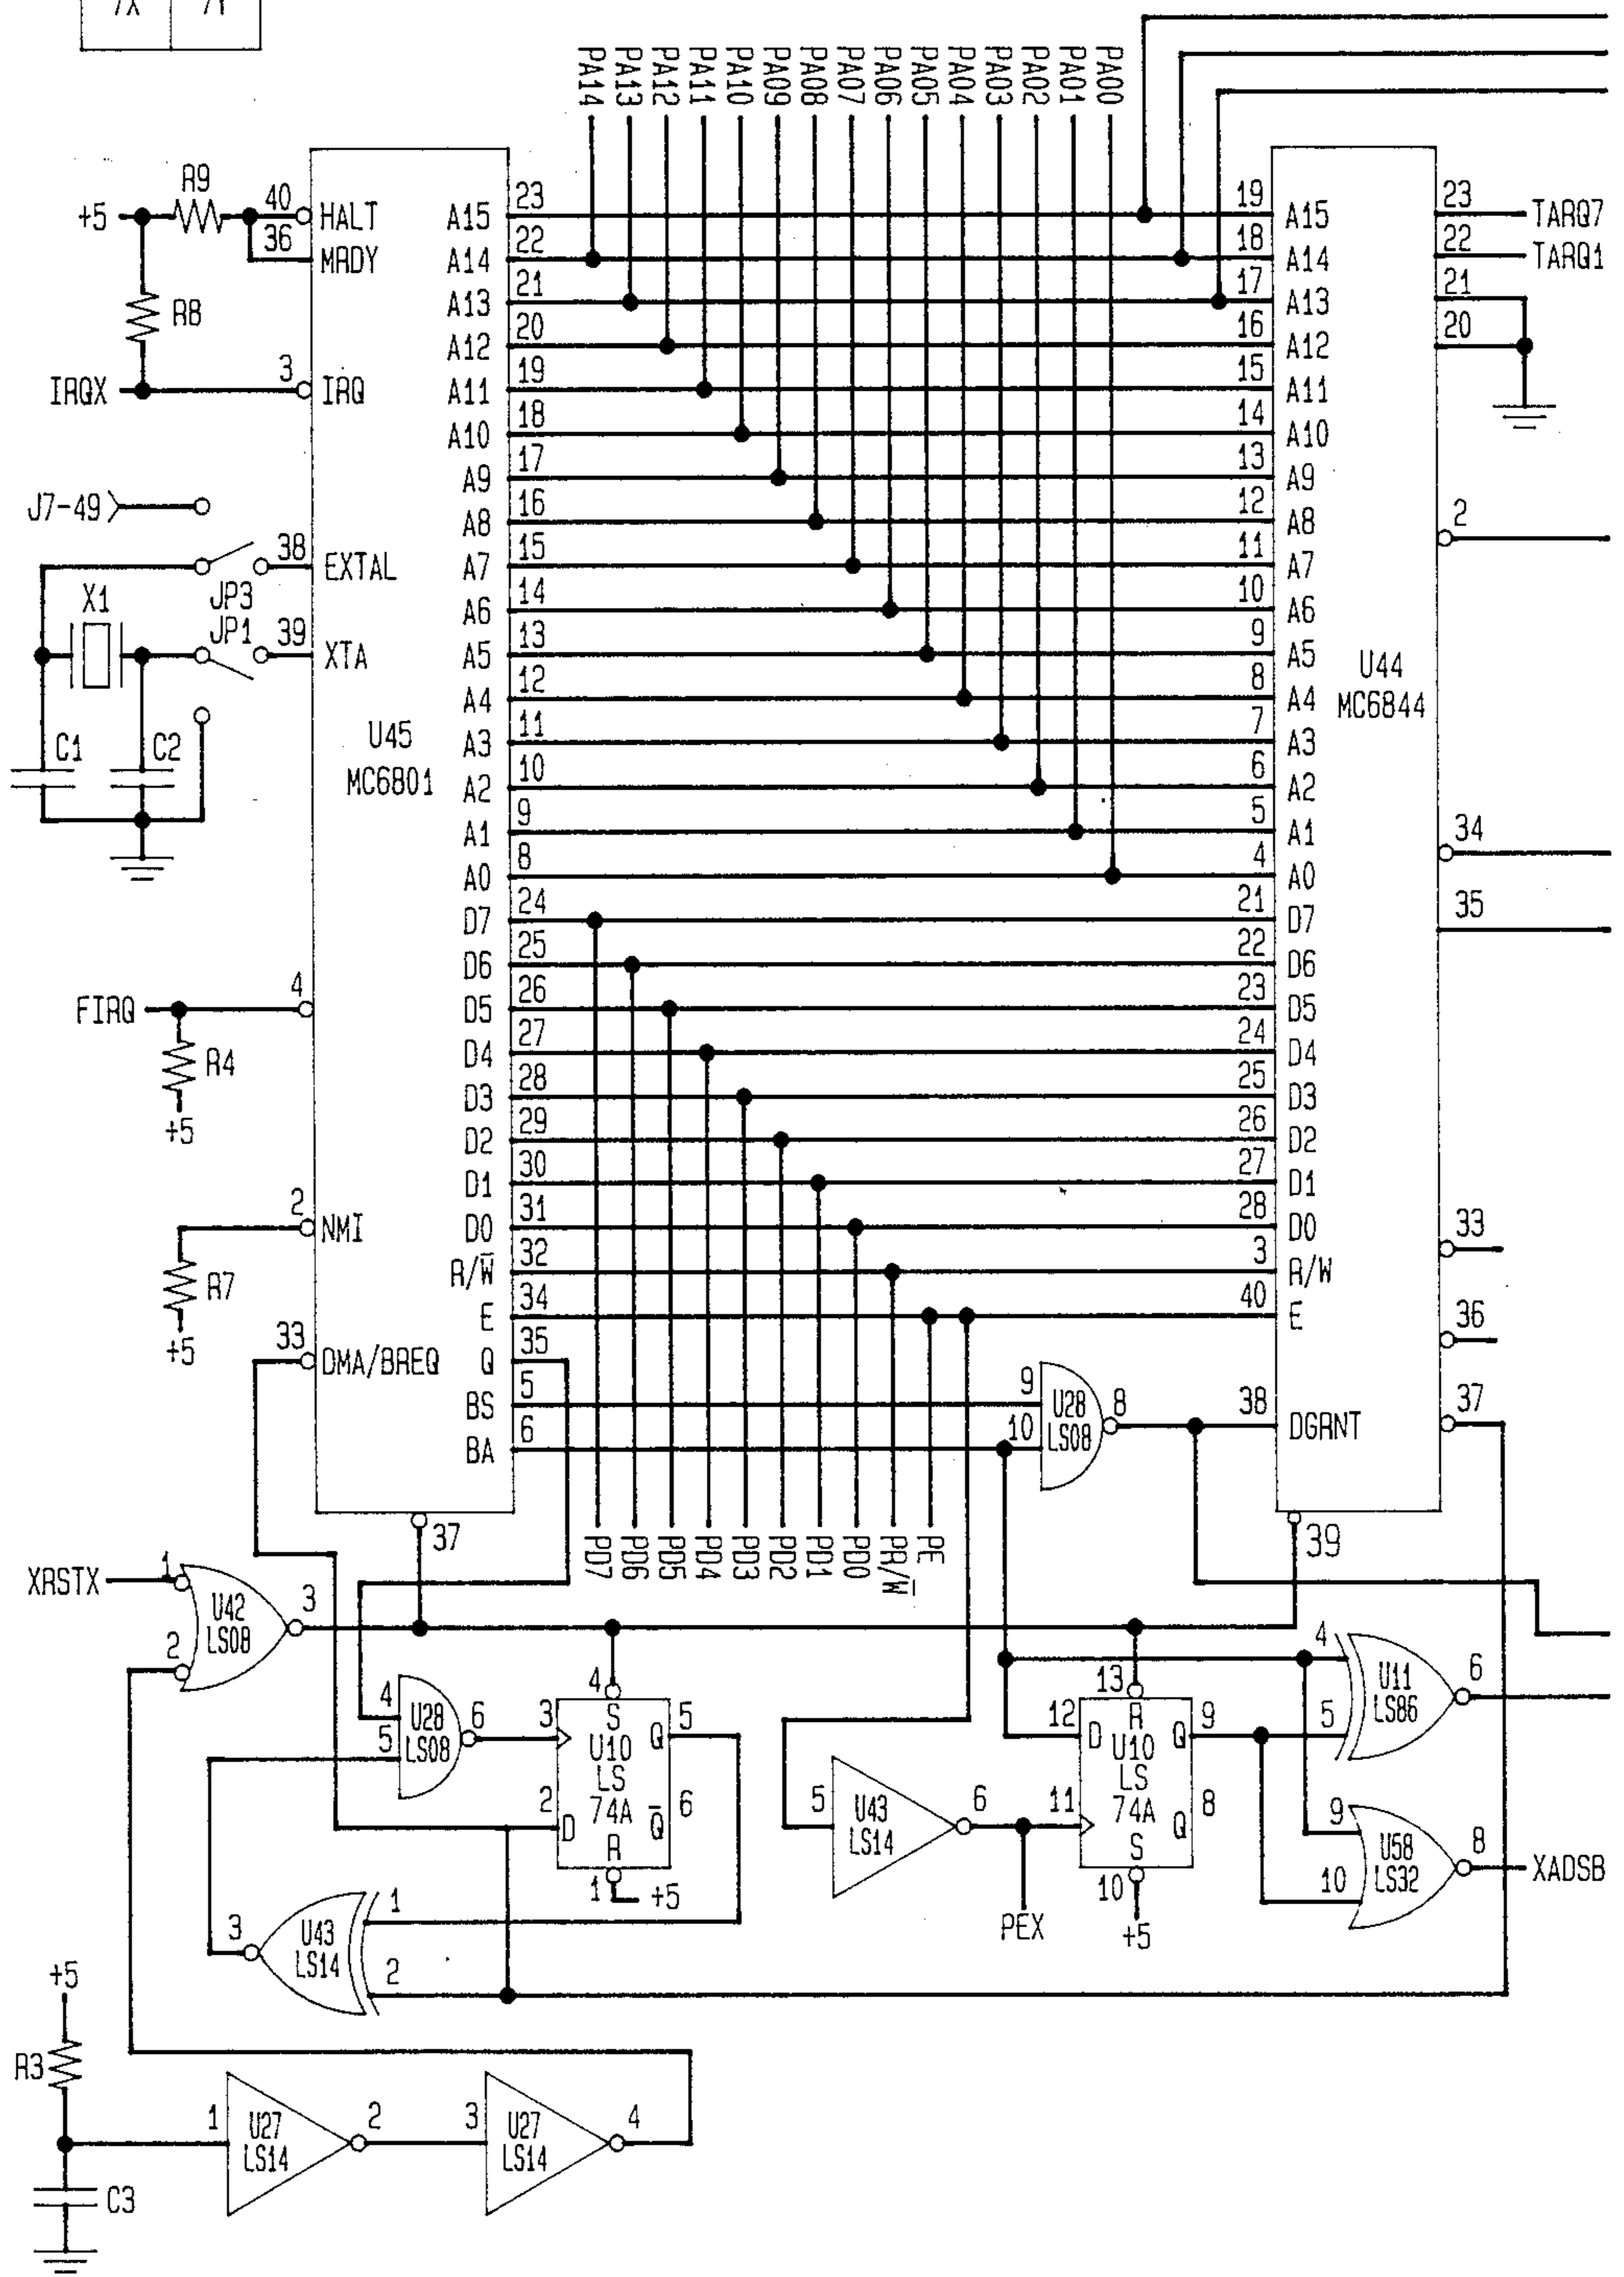 7X 7Y
PA14
PA13
PA12
PA11
PA10
PA09
PA08
PA07
PA06
PA05
PA04
PA03
PA02
PA01
PA00
+5
R9
40
HALT
36
MRDY
R8
IRQX
3
IRQ
J7-49
38
EXTAL
JP3
X1
JP1
39
XTA
C1
C2
FIRQ
4
R4
+5
2
NMI
R7
+5
33
DMA/BREQ
U45
MC6801
37
A15 23
A14 22
A13 21
A12 20
A11 19
A10 18
A9 17
A8 16
A7 15
A6 14
A5 13
A4 12
A3 11
A2 10
A1 9
A0 8
D7 24
D6 25
D5 26
D4 27
D3 28
D2 29
D1 30
D0 31
R/W̅ 32
E 34
Q 35
BS 5
BA 6
19 A15
18 A14
17 A13
16 A12
15 A11
14 A10
13 A9
12 A8
11 A7
10 A6
9 A5
8 A4
7 A3
6 A2
5 A1
4 A0
21 D7
22 D6
23 D5
24 D4
25 D3
26 D2
27 D1
28 D0
3 R/W
40 E
38 DGRNT
U44
MC6844
39
23 TARQ7
22 TARQ1
21
20
2
34
35
33
36
37
9
10
U28
LS08
8
PD7
PD6
PD5
PD4
PD3
PD2
PD1
PD0
PR/W̅
PE
XRSTX
1
2
U42
LS08
3
4
5
U28
LS08
6
4
S
3
U10
LS
74A
Q 5
2 D
Q̅ 6
R
1
+5
1
2
U43
LS14
3
5
U43
LS14
6
PEX
13
R
12 D
U10
LS
74A
Q 9
11
Q 8
S
10
+5
4
5
U11
LS86
6
9
10
U58
LS32
8
XADSB
+5
R3
C3
1
U27
LS14
2
3
U27
LS14
4